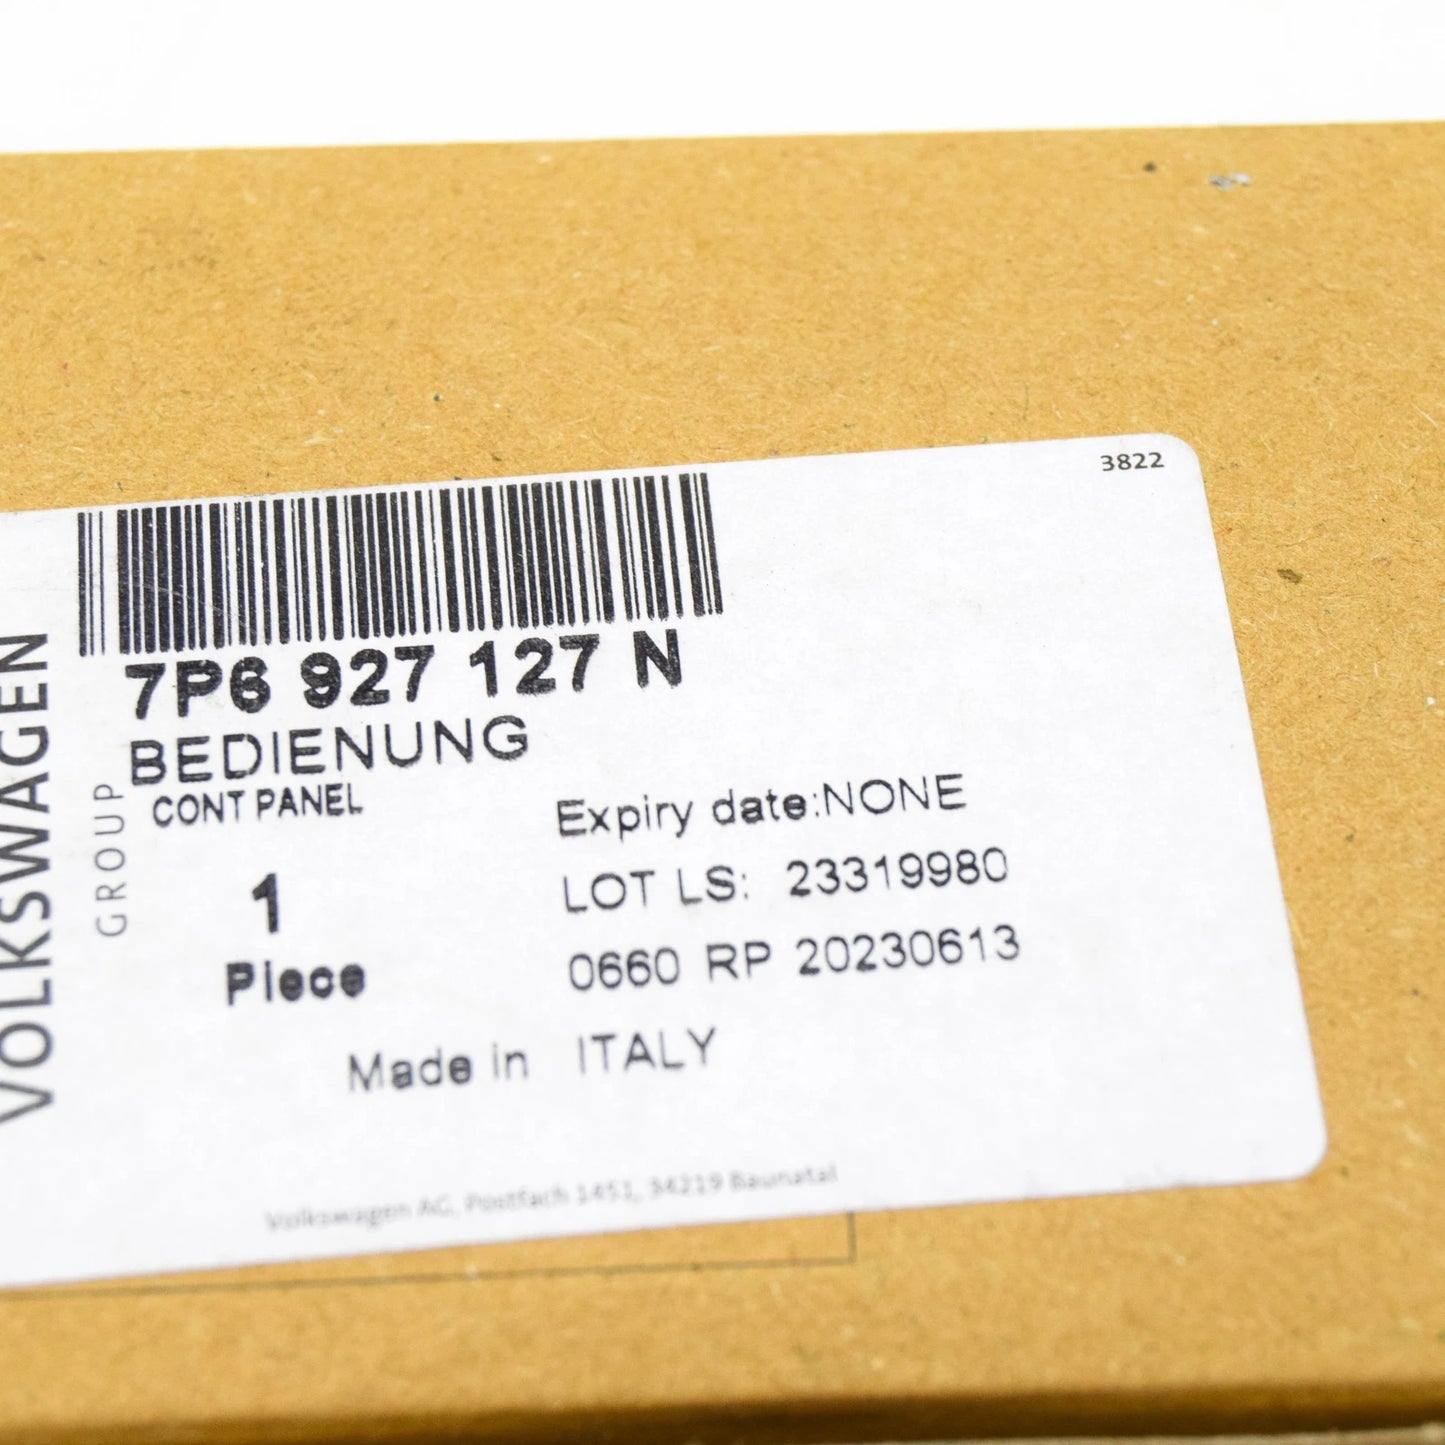 3822
VOLKSWAGEN
GROUP
7P6 927 127 N
BEDIENUNG
CONT PANEL
Expiry date:NONE
1
LOT LS: 23319980
Piece
0660 RP 20230613
Made in ITALY
Volkswagen AG, Postfach 1451, 34219 Baunatal